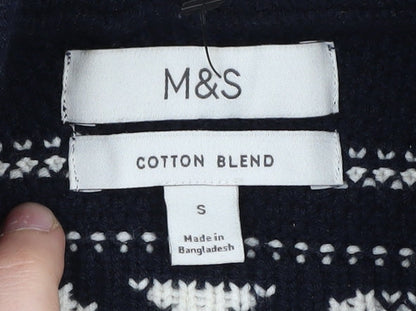 M&S
COTTON BLEND
S
Made in
Bangladesh